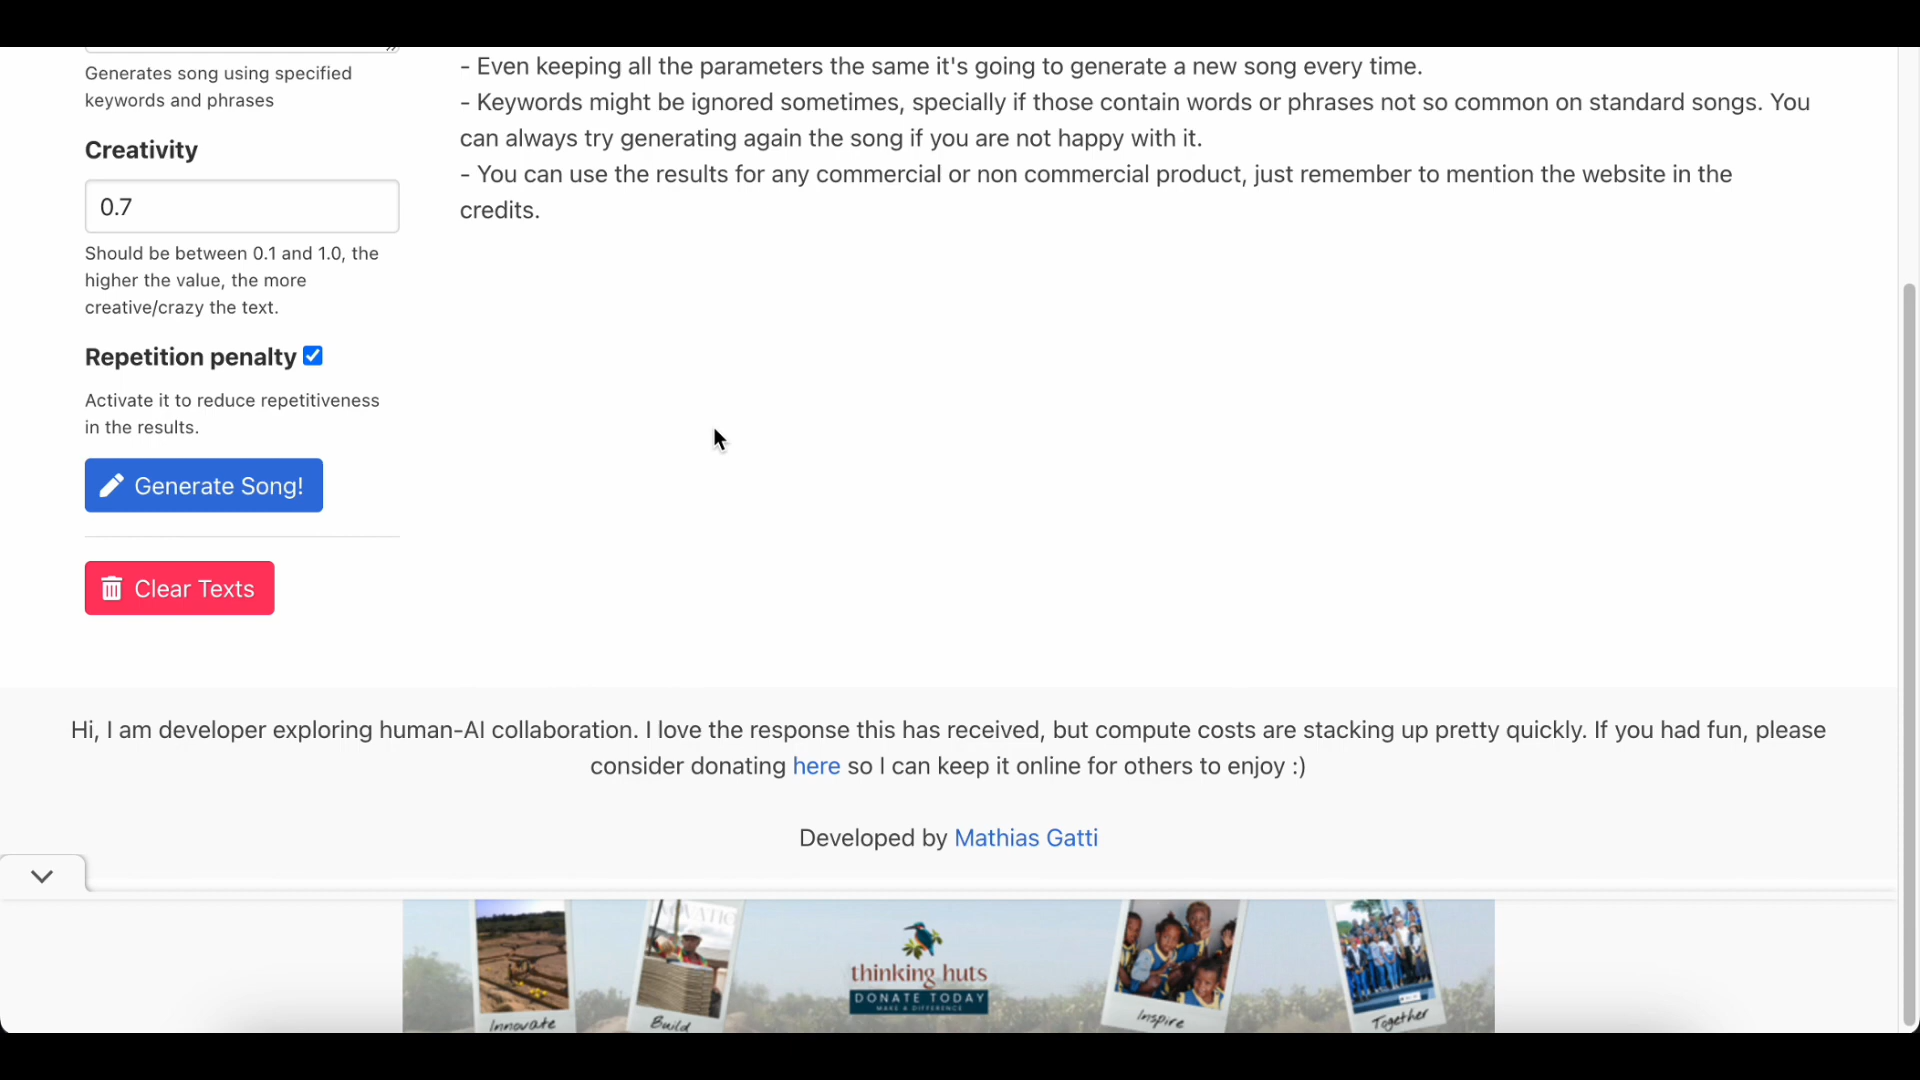 Generates song using specified
keywords and phrases
Creativity
0.7
Should be between 0.1 and 1.0, the
higher the value, the more
creative/crazy the text.
Repetition penalty
Activate it to reduce repetitiveness
in the results.
Generate Song!
Clear Texts
- Even keeping all the parameters the same it's going to generate a new song every time.
- Keywords might be ignored sometimes, specially if those contain words or phrases not so common on standard songs. You
can always try generating again the song if you are not happy with it.
- You can use the results for any commercial or non commercial product, just remember to mention the website in the
credits.
Hi, I am developer exploring human-AI collaboration. I love the response this has received, but compute costs are stacking up pretty quickly. If you had fun, please
consider donating here so I can keep it online for others to enjoy :)
Developed by Mathias Gatti
thinking huts
DONATE TODAY
MAKE A DIFFERENCE
Innovate
Build
Inspire
Together